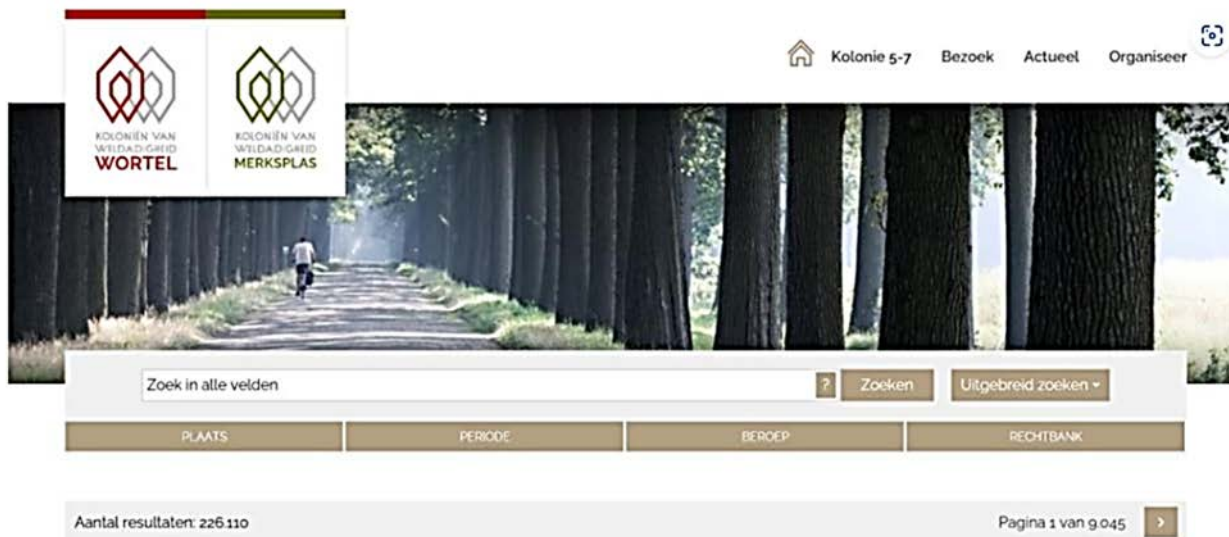 Kolonie 5-7 Bezoek Actueel Organiseer
KOLONIËN VAN
WELDADIGHEID
WORTEL
KOLONIËN VAN
WELDADIGHEID
MERKSPLAS
Zoek in alle velden ? Zoeken Uitgebreid zoeken
PLAATS PERIODE BEROEP RECHTBANK
Aantal resultaten: 226.110 Pagina 1 van 9.045 >